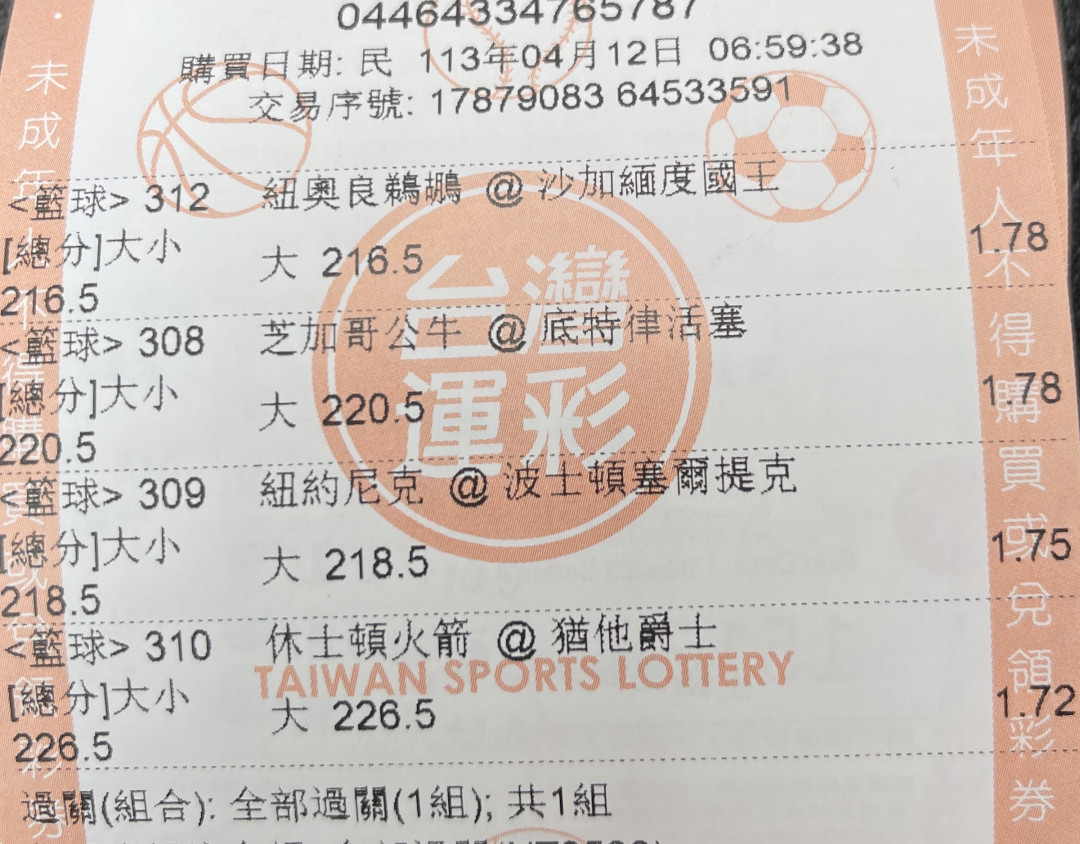 04464334765787
購買日期: 民 113年04月12日 06:59:38
交易序號: 17879083 64533591
<籃球> 312 紐奧良鵜鶘 @ 沙加緬度國王
[總分]大小 大 216.5 1.78
216.5
<籃球> 308 芝加哥公牛 @ 底特律活塞
[總分]大小 大 220.5 1.78
220.5
<籃球> 309 紐約尼克 @ 波士頓塞爾提克
[總分]大小 大 218.5 1.75
218.5
<籃球> 310 休士頓火箭 @ 猶他爵士
[總分]大小 大 226.5 1.72
226.5
過關(組合): 全部過關(1組); 共1組
台灣
運彩
TAIWAN SPORTS LOTTERY
未成年人不得購買或兌領彩券